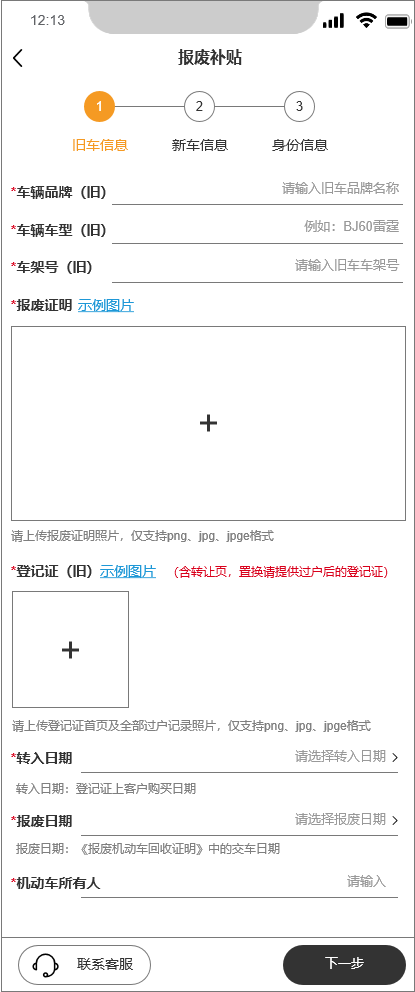 12:13
报废补贴
1 2 3
旧车信息 新车信息 身份信息
*车辆品牌（旧） 请输入旧车品牌名称
*车辆车型（旧） 例如：BJ60雷霆
*车架号（旧） 请输入旧车车架号
*报废证明 示例图片
请上传报废证明照片，仅支持png、jpg、jpge格式
*登记证（旧） 示例图片 （含转让页，置换请提供过户后的登记证）
请上传登记证首页及全部过户记录照片，仅支持png、jpg、jpge格式
*转入日期 请选择转入日期
转入日期：登记证上客户购买日期
*报废日期 请选择报废日期
报废日期：《报废机动车回收证明》中的交车日期
*机动车所有人 请输入
联系客服 下一步